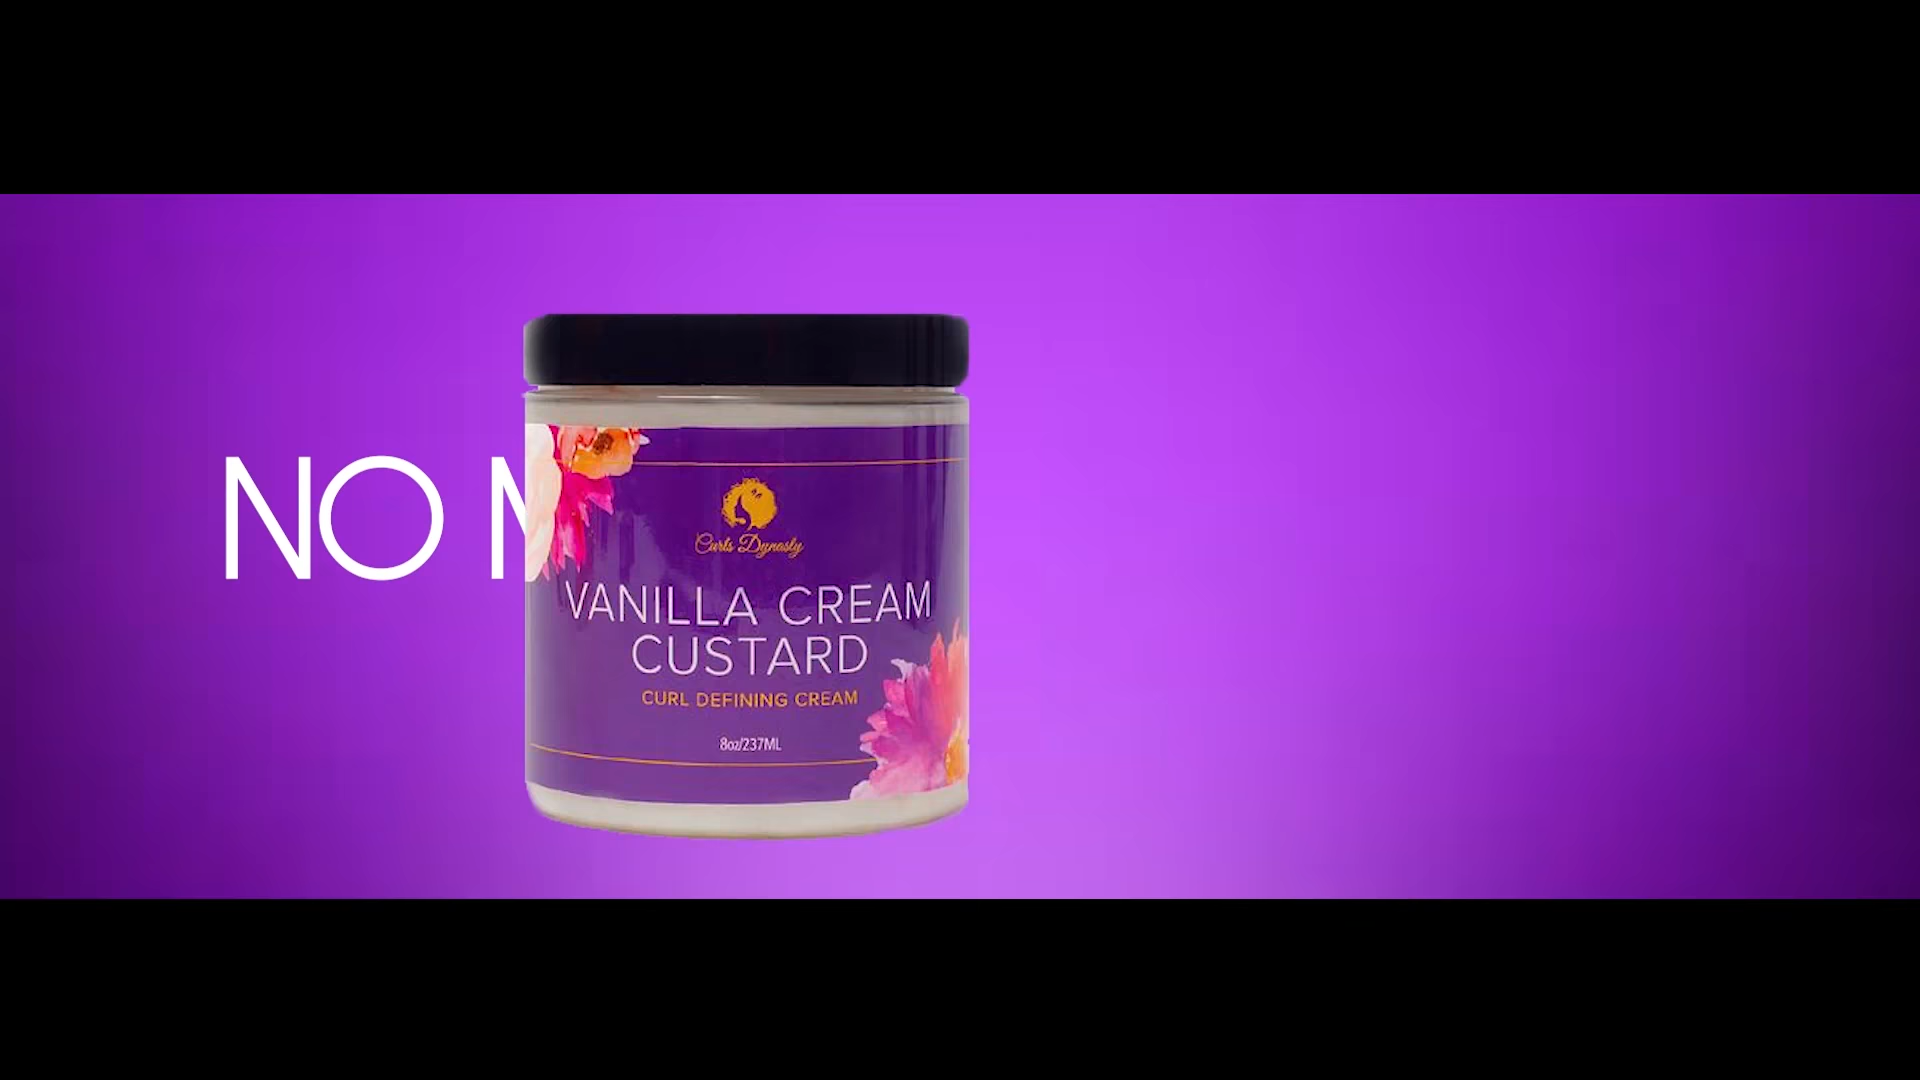 NO
Curls Dynasty
VANILLA CREAM
CUSTARD
CURL DEFINING CREAM
8oz/237ML